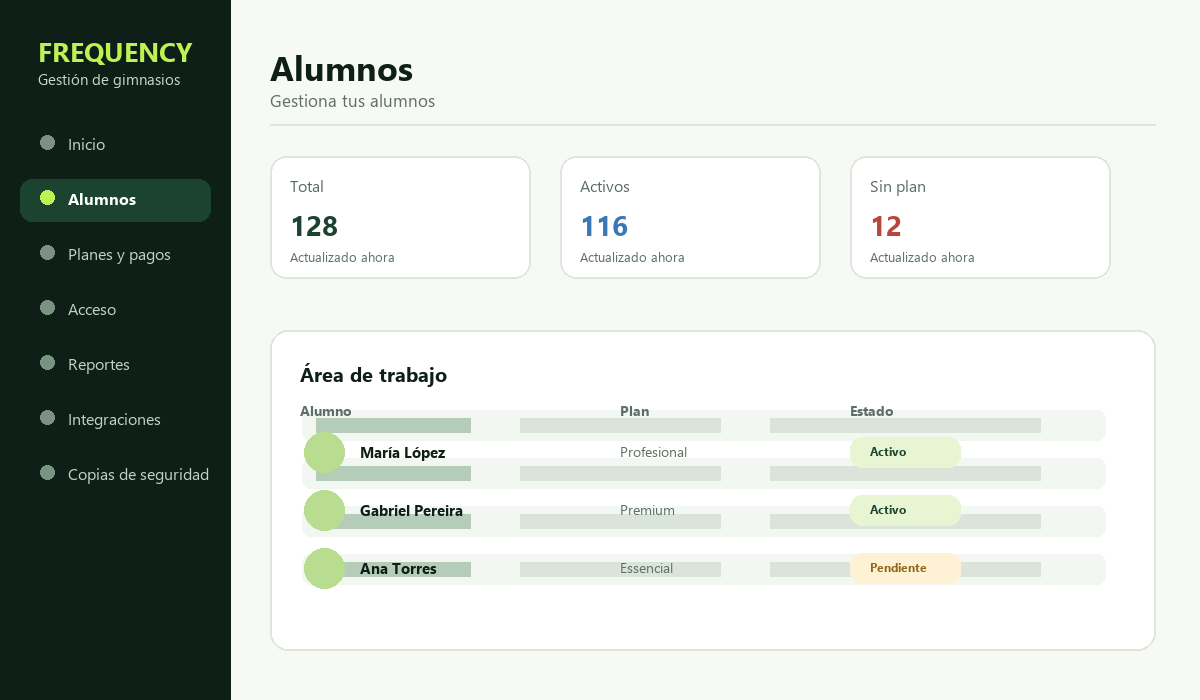 FREQUENCY
Gestión de gimnasios
Inicio
Alumnos
Planes y pagos
Acceso
Reportes
Integraciones
Copias de seguridad
Alumnos
Gestiona tus alumnos
Total
128
Actualizado ahora
Activos
116
Actualizado ahora
Sin plan
12
Actualizado ahora
Área de trabajo
Alumno Plan Estado
María López Profesional Activo
Gabriel Pereira Premium Activo
Ana Torres Essencial Pendiente